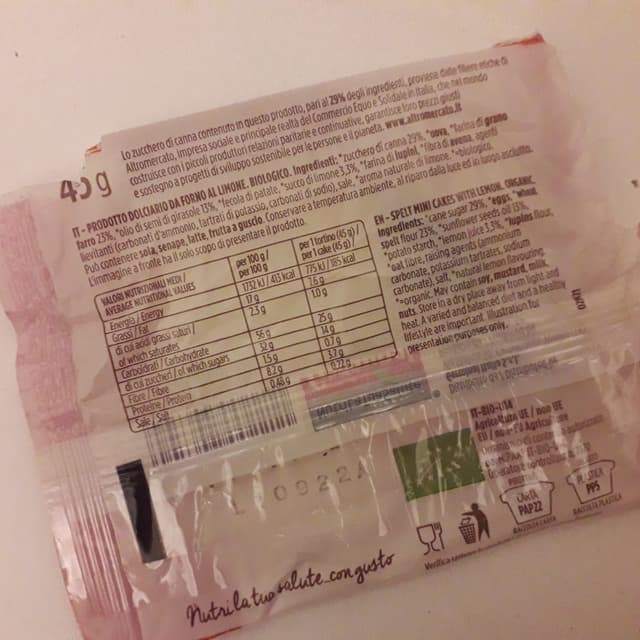 Lo zucchero di canna contenuto in questo prodotto, pari al 29% degli ingredienti, proviene dalle filiere etiche di
Altromercato, impresa sociale e principale realtà del Commercio Equo e Solidale in Italia, che nel mondo
costruisce con i piccoli produttori relazioni paritarie e continuative, garantisce loro prezzi giusti
e sostegno a progetti di sviluppo sostenibile per le persone e il pianeta. www.altromercato.it
45 g
IT - PRODOTTO DOLCIARIO DA FORNO AL LIMONE. BIOLOGICO. Ingredienti: °zucchero di canna 29%, °uova, °farina di grano
farro 23%, °olio di semi di girasole 13%, °fecola di patate, °succo di limone 3,3%, °farina di lupini, °fibra di avena, agenti
lievitanti (carbonati d'ammonio, tartrati di potassio, carbonati di sodio), sale, °aroma naturale di limone. °=biologico.
Può contenere soia, senape, latte, frutta a guscio. Conservare a temperatura ambiente, al riparo dalla luce ed in luogo asciutto.
L'immagine a fronte ha il solo scopo di presentare il prodotto.
VALORI NUTRIZIONALI MEDI / AVERAGE NUTRITIONAL VALUES
per 100 g / per 100 g
per 1 tortino (45 g) / per 1 cake (45 g)
Energia / Energy 1732 kJ / 413 kcal 775 kJ / 185 kcal
Grassi / Fat 17 g 7.6 g
di cui acidi grassi saturi / of which saturates 2.3 g 1.0 g
Carboidrati / Carbohydrate 56 g 25 g
di cui zuccheri / of which sugars 32 g 14 g
Fibre / Fibre 1.5 g 0.7 g
Proteine / Protein 8.2 g 3.7 g
Sale / Salt 0.48 g 0.22 g
EN - SPELT MINI CAKES WITH LEMON. ORGANIC.
Ingredients: °cane sugar 29%, °eggs, °wheat
spelt flour 23%, °sunflower seeds oil 13%,
°potato starch, °lemon juice 3,3%, °lupins flour,
°oat fibre, raising agents (ammonium
carbonate, potassium tartrates, sodium
carbonate), salt, °natural lemon flavouring.
°=organic. May contain soy, mustard, milk,
nuts. Store in a dry place away from light and
heat. A varied and balanced diet and a healthy
lifestyle are important. Illustration for
presentation purposes only.
IT-BIO-
Agricoltura UE / non UE
EU / non-EU Agriculture
L 0922A
CARTA
PAP22
RACCOLTA CARTA
PLASTICA
PP5
RACCOLTA PLASTICA
Nutri la tua salute con gusto